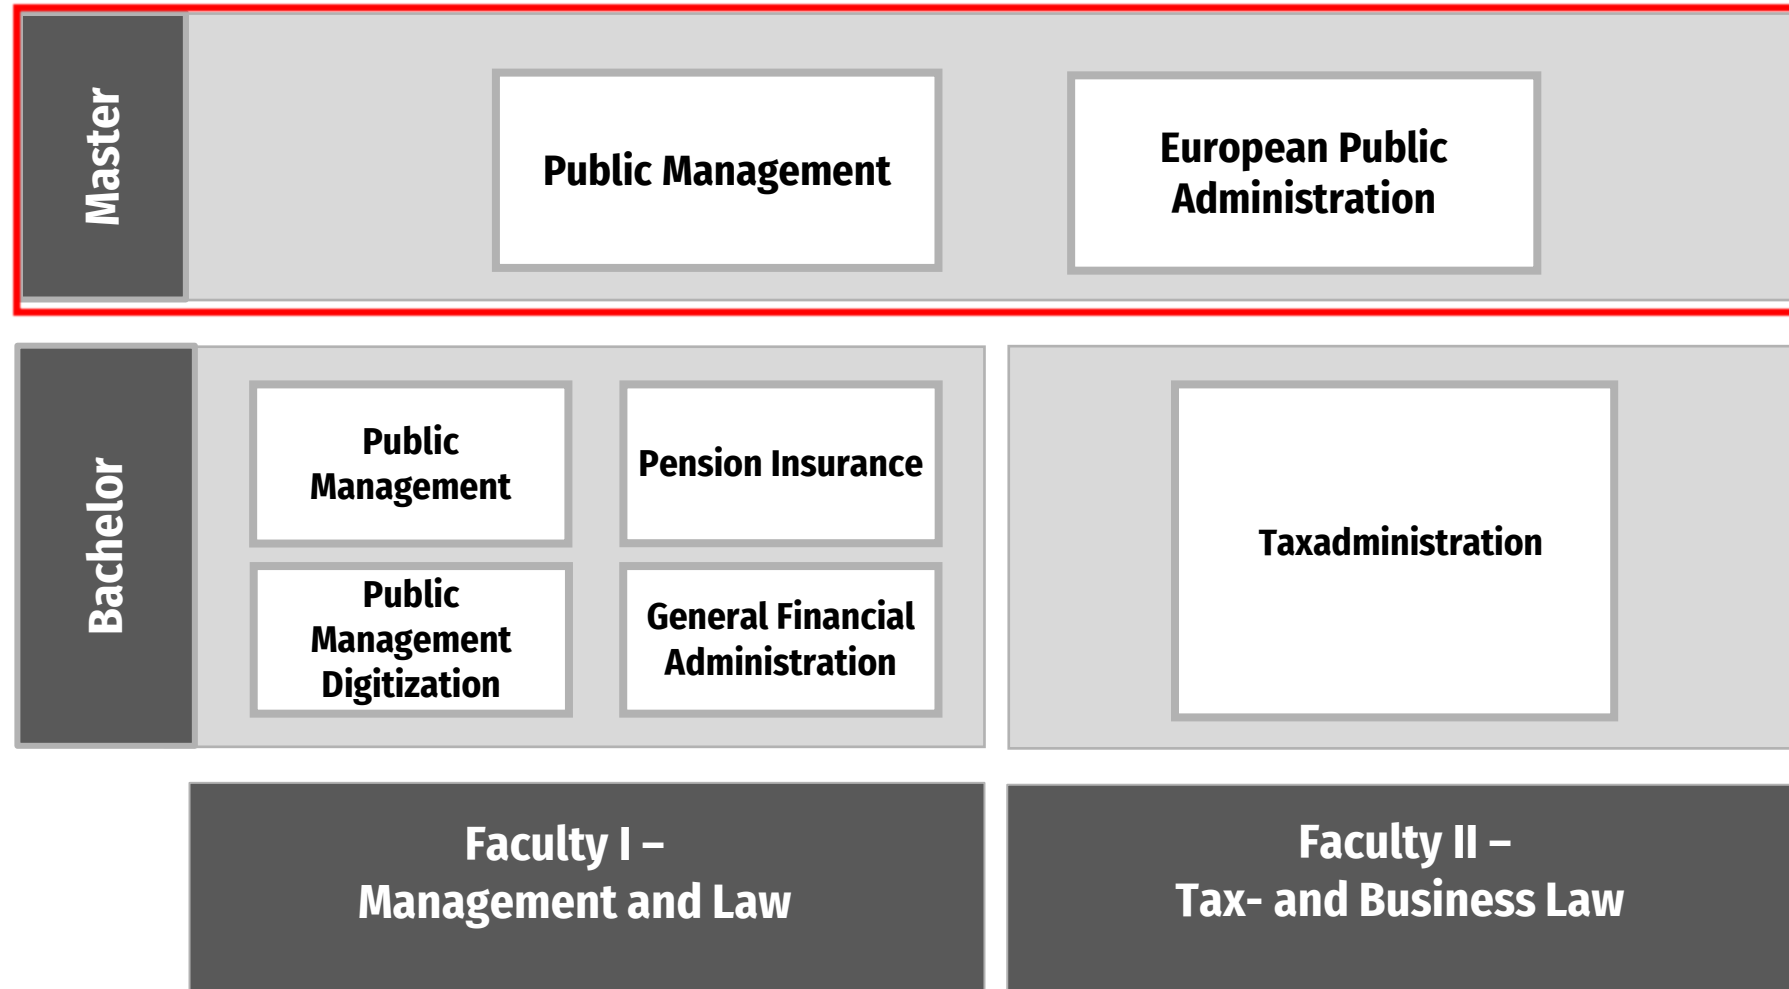 Master
Public Management
European Public
Administration
Bachelor
Public
Management
Pension Insurance
Public
Management
Digitization
General Financial
Administration
Taxadministration
Faculty I –
Management and Law
Faculty II –
Tax- and Business Law